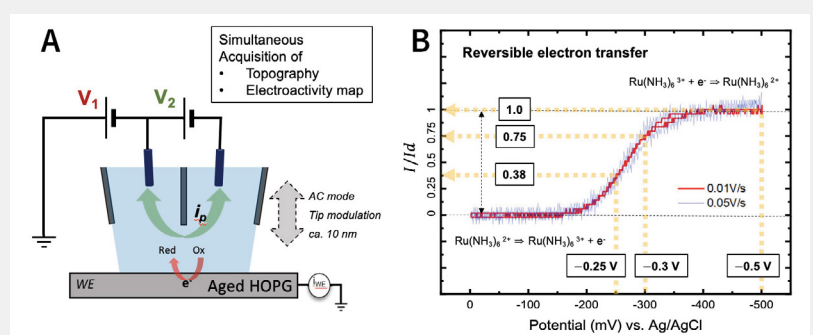 A
Simultaneous
Acquisition of
• Topography
• Electroactivity map
V1
V2
ip
AC mode
Tip modulation
ca. 10 nm
Red Ox
e-
WE
Aged HOPG
iWE
B
Reversible electron transfer
Ru(NH3)6 3+ + e- ⇒ Ru(NH3)6 2+
I/Id
1
0.75
0.5
0.25
0
1.0
0.75
0.38
0.01V/s
0.05V/s
Ru(NH3)6 2+ ⇒ Ru(NH3)6 3+ + e-
−0.25 V
−0.3 V
−0.5 V
0 -100 -200 -300 -400 -500
Potential (mV) vs. Ag/AgCl